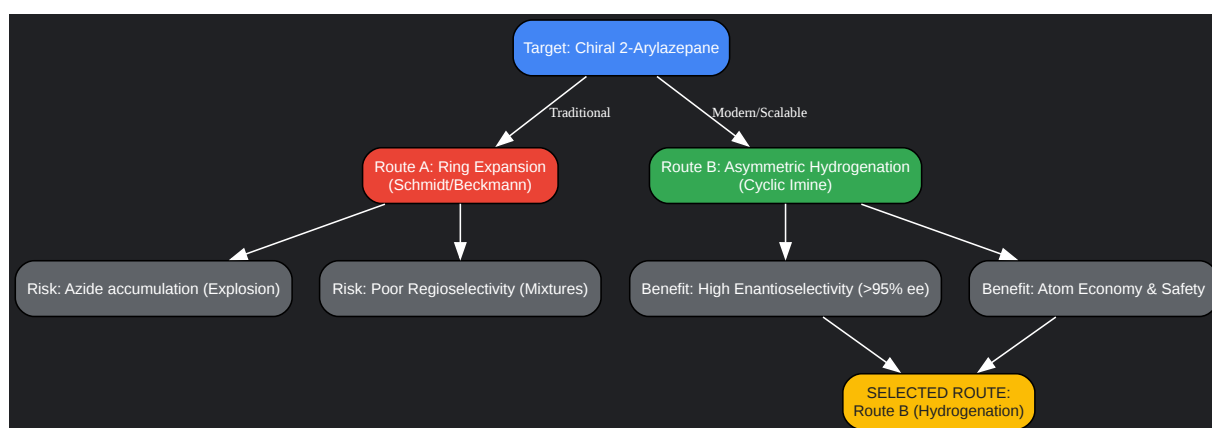 Target: Chiral 2-Arylazepane
Traditional
Modern/Scalable
Route A: Ring Expansion
(Schmidt/Beckmann)
Route B: Asymmetric Hydrogenation
(Cyclic Imine)
Risk: Azide accumulation (Explosion)
Risk: Poor Regioselectivity (Mixtures)
Benefit: High Enantioselectivity (>95% ee)
Benefit: Atom Economy & Safety
SELECTED ROUTE:
Route B (Hydrogenation)